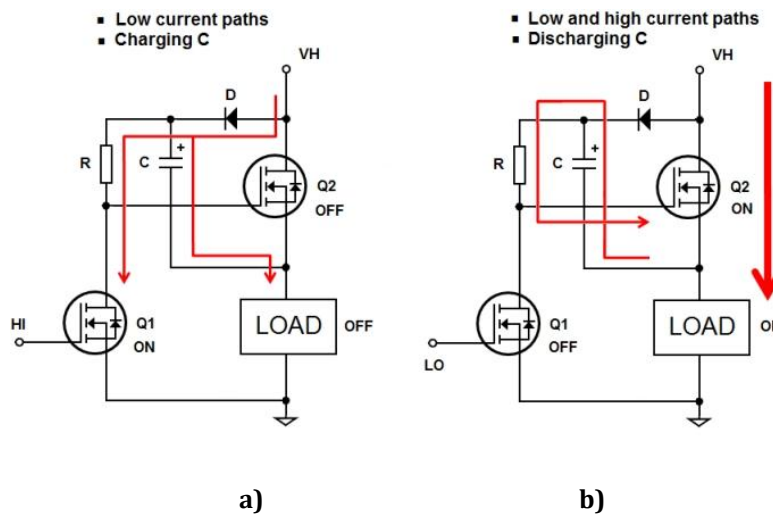 ▪ Low current paths
▪ Charging C
VH
D
R
C
+
Q2
OFF
HI
Q1
ON
LOAD
OFF
a)
▪ Low and high current paths
▪ Discharging C
VH
D
R
C
+
Q2
ON
LO
Q1
OFF
LOAD
b)